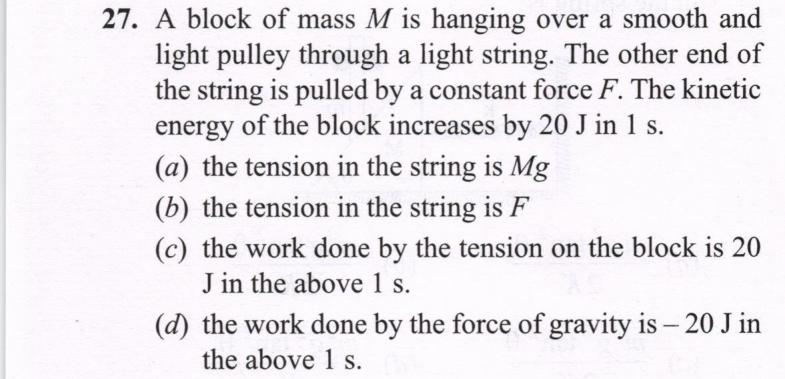 27. A block of mass M is hanging over a smooth and
light pulley through a light string. The other end of
the string is pulled by a constant force F. The kinetic
energy of the block increases by 20 J in 1 s.
(a) the tension in the string is Mg
(b) the tension in the string is F
(c) the work done by the tension on the block is 20
J in the above 1 s.
(d) the work done by the force of gravity is – 20 J in
the above 1 s.